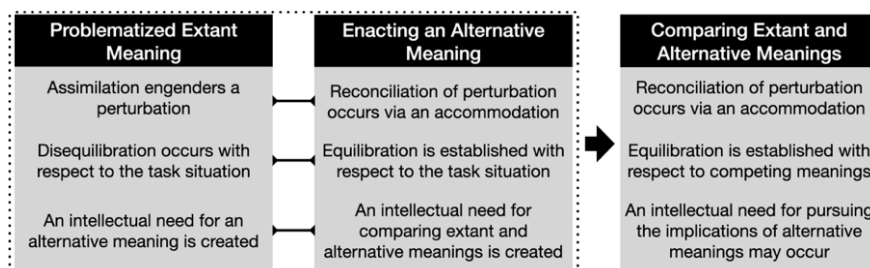 Problematized Extant
Meaning
Assimilation engenders a
perturbation
Disequilibration occurs with
respect to the task situation
An intellectual need for an
alternative meaning is created
Enacting an Alternative
Meaning
Reconciliation of perturbation
occurs via an accommodation
Equilibration is established with
respect to the task situation
An intellectual need for
comparing extant and
alternative meanings is created
Comparing Extant and
Alternative Meanings
Reconciliation of perturbation
occurs via an accommodation
Equilibration is established with
respect to competing meanings
An intellectual need for pursuing
the implications of alternative
meanings may occur